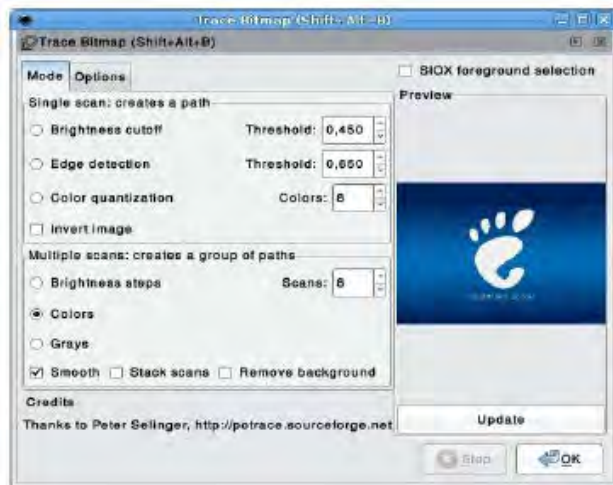 Trace Bitmap (Shift+Alt+B)
Trace Bitmap (Shift+Alt+B)
Mode Options
SIOX foreground selection
Single scan: creates a path
Preview
Brightness cutoff Threshold: 0,450
Edge detection Threshold: 0,650
Color quantization Colors: 8
Invert image
Multiple scans: creates a group of paths
Brightness steps Scans: 8
Colors
Grays
Smooth Stack scans Remove background
Credits
Thanks to Peter Selinger, http://potrace.sourceforge.net
Update
Stop OK